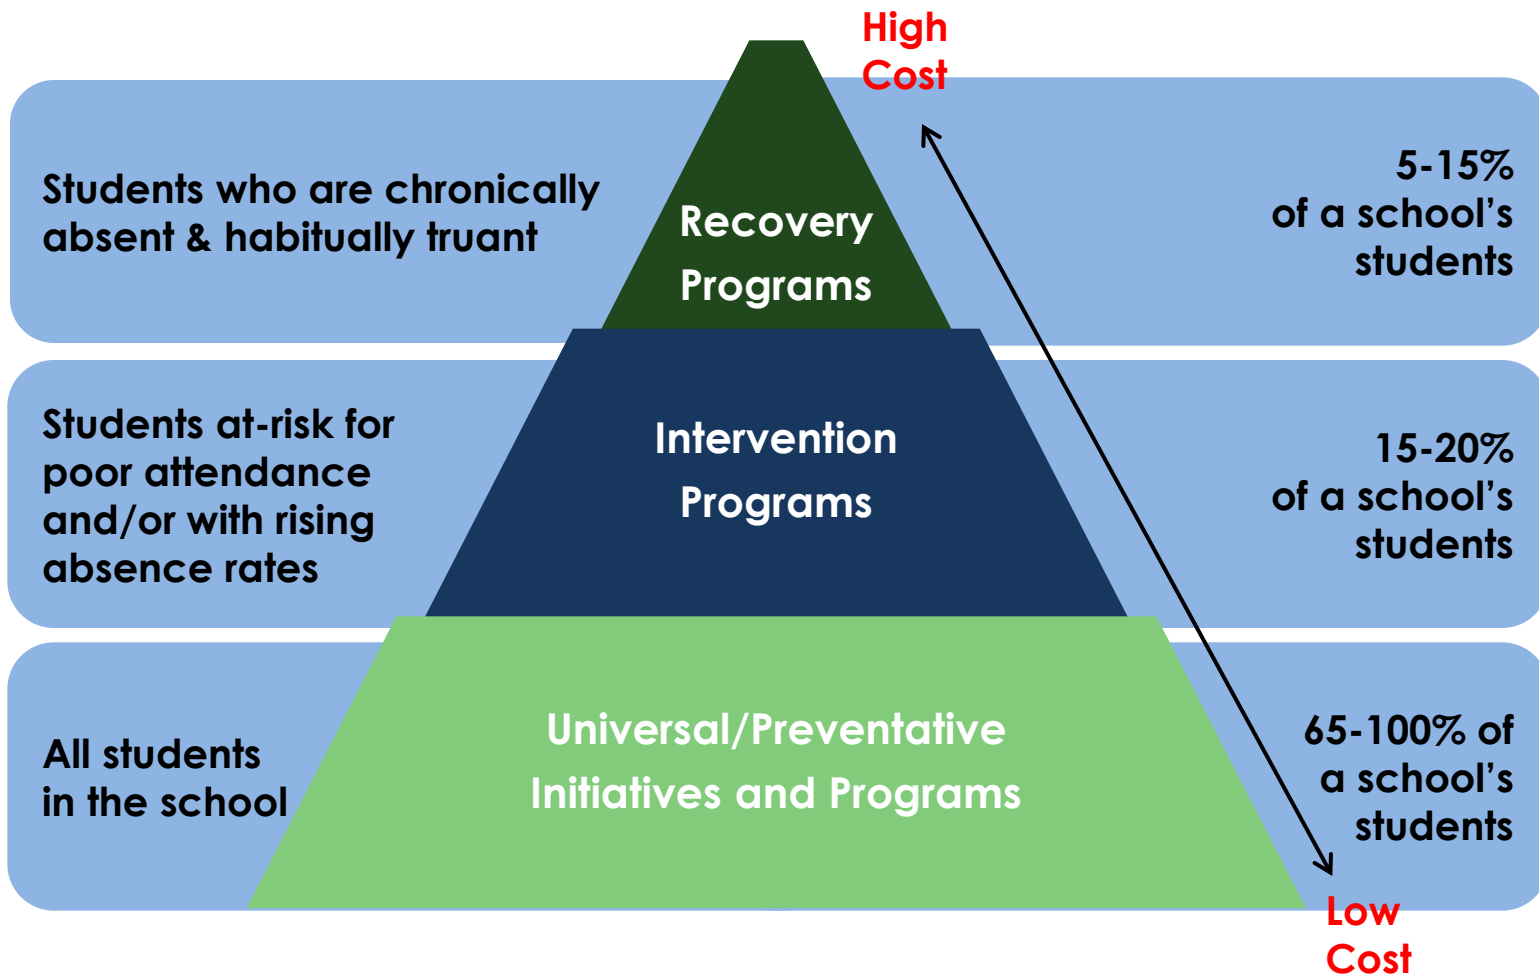 High
Cost
Students who are chronically
absent & habitually truant
Recovery
Programs
5-15%
of a school’s
students
Students at-risk for
poor attendance
and/or with rising
absence rates
Intervention
Programs
15-20%
of a school’s
students
All students
in the school
Universal/Preventative
Initiatives and Programs
65-100% of
a school’s
students
Low
Cost